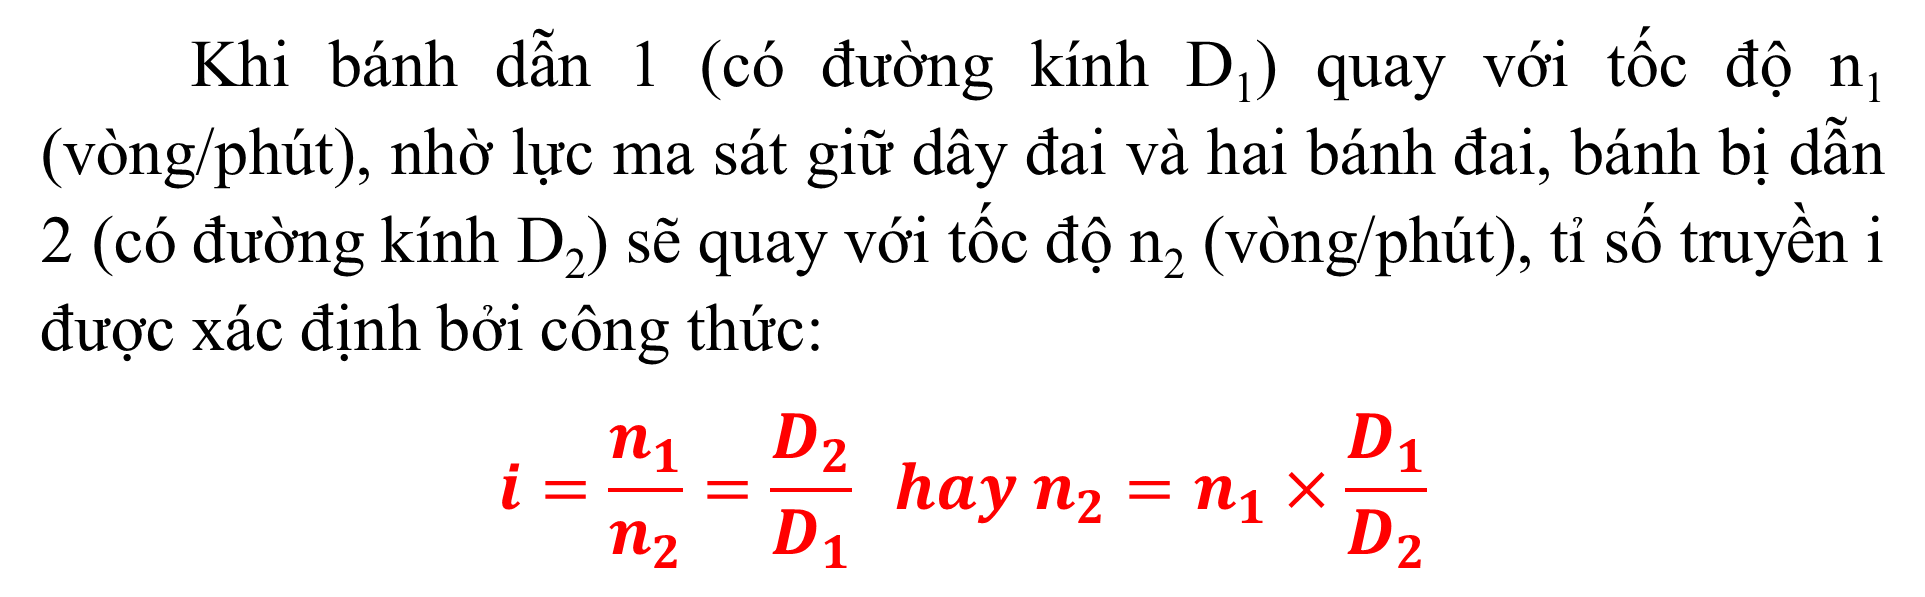 Khi bánh dẫn 1 (có đường kính D₁) quay với tốc độ n₁
(vòng/phút), nhờ lực ma sát giữ dây đai và hai bánh đai, bánh bị dẫn
2 (có đường kính D₂) sẽ quay với tốc độ n₂ (vòng/phút), tỉ số truyền i
được xác định bởi công thức:
i = n₁/n₂ = D₂/D₁ hay n₂ = n₁ × D₁/D₂